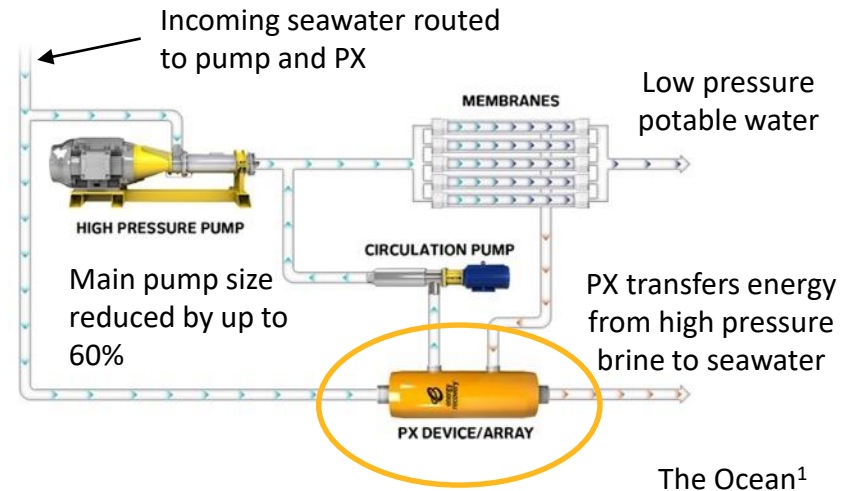 Incoming seawater routed
to pump and PX
MEMBRANES
Low pressure
potable water
HIGH PRESSURE PUMP
CIRCULATION PUMP
Main pump size
reduced by up to
60%
PX transfers energy
from high pressure
brine to seawater
energy
recovery
PX DEVICE/ARRAY
The Ocean¹